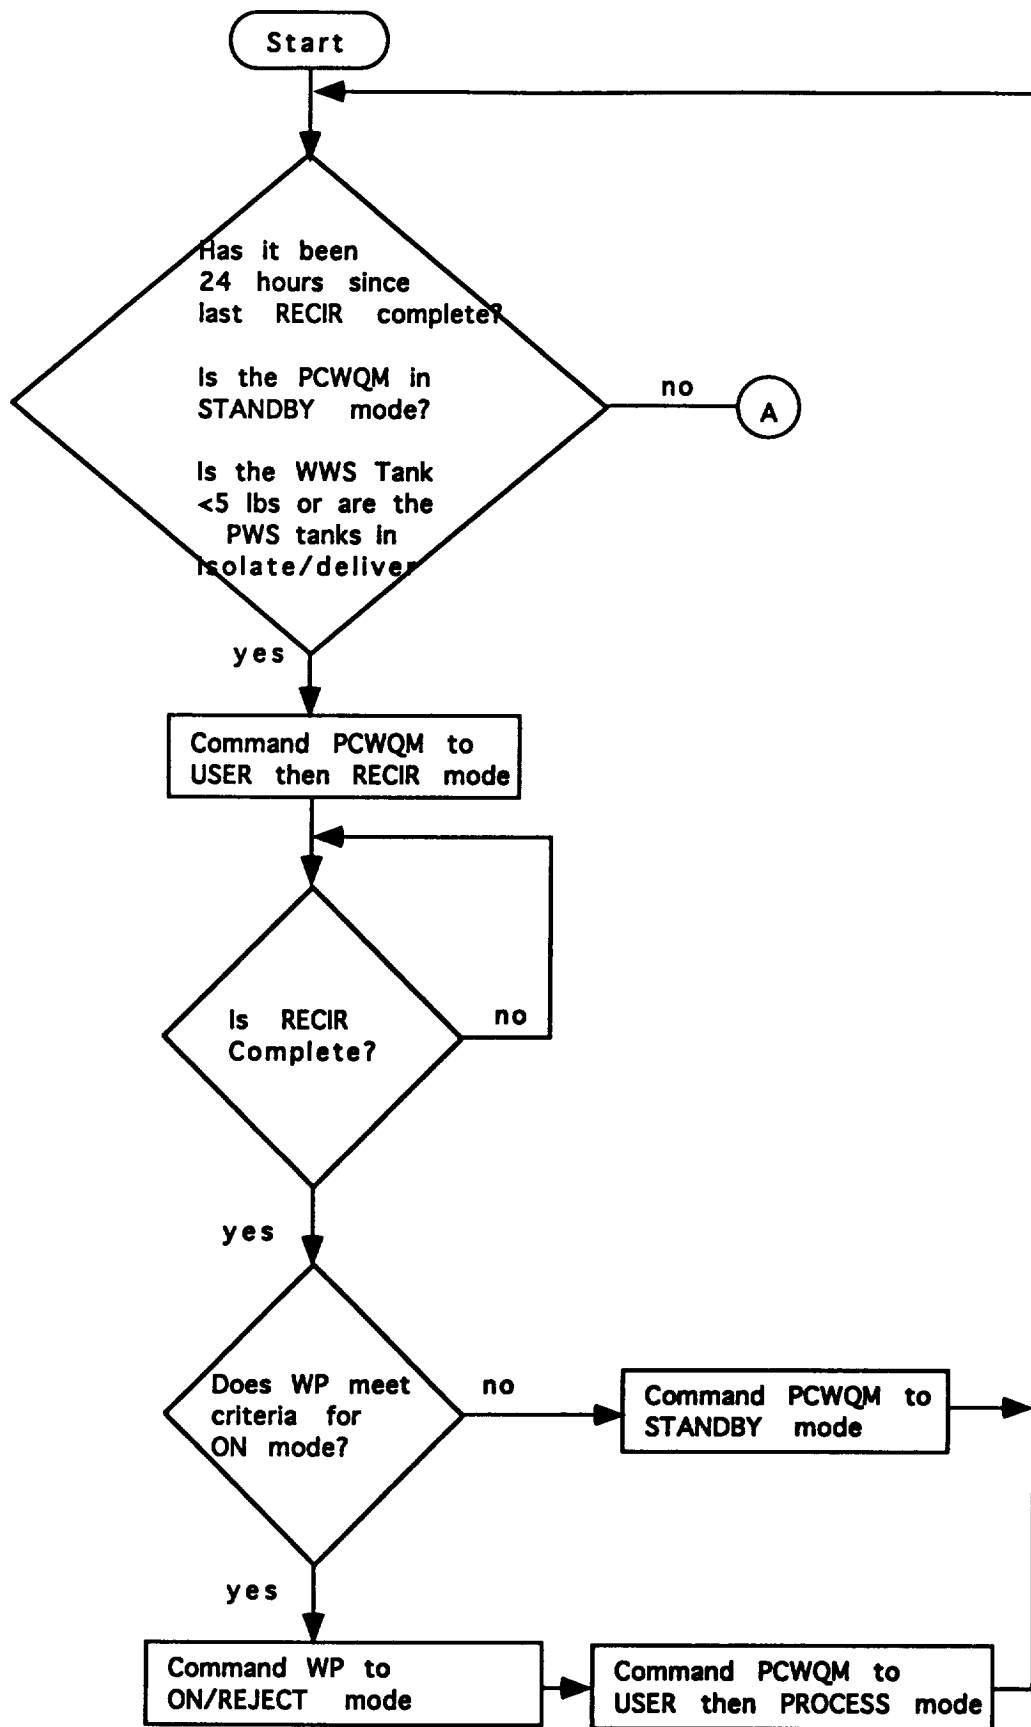 Start
Has it been
24 hours since
last RECIR complete?
Is the PCWQM in
STANDBY mode?
Is the WWS Tank
<5 lbs or are the
PWS tanks in
isolate/deliver
no
A
yes
Command PCWQM to
USER then RECIR mode
Is RECIR
Complete?
no
yes
Does WP meet
criteria for
ON mode?
no
Command PCWQM to
STANDBY mode
yes
Command WP to
ON/REJECT mode
Command PCWQM to
USER then PROCESS mode